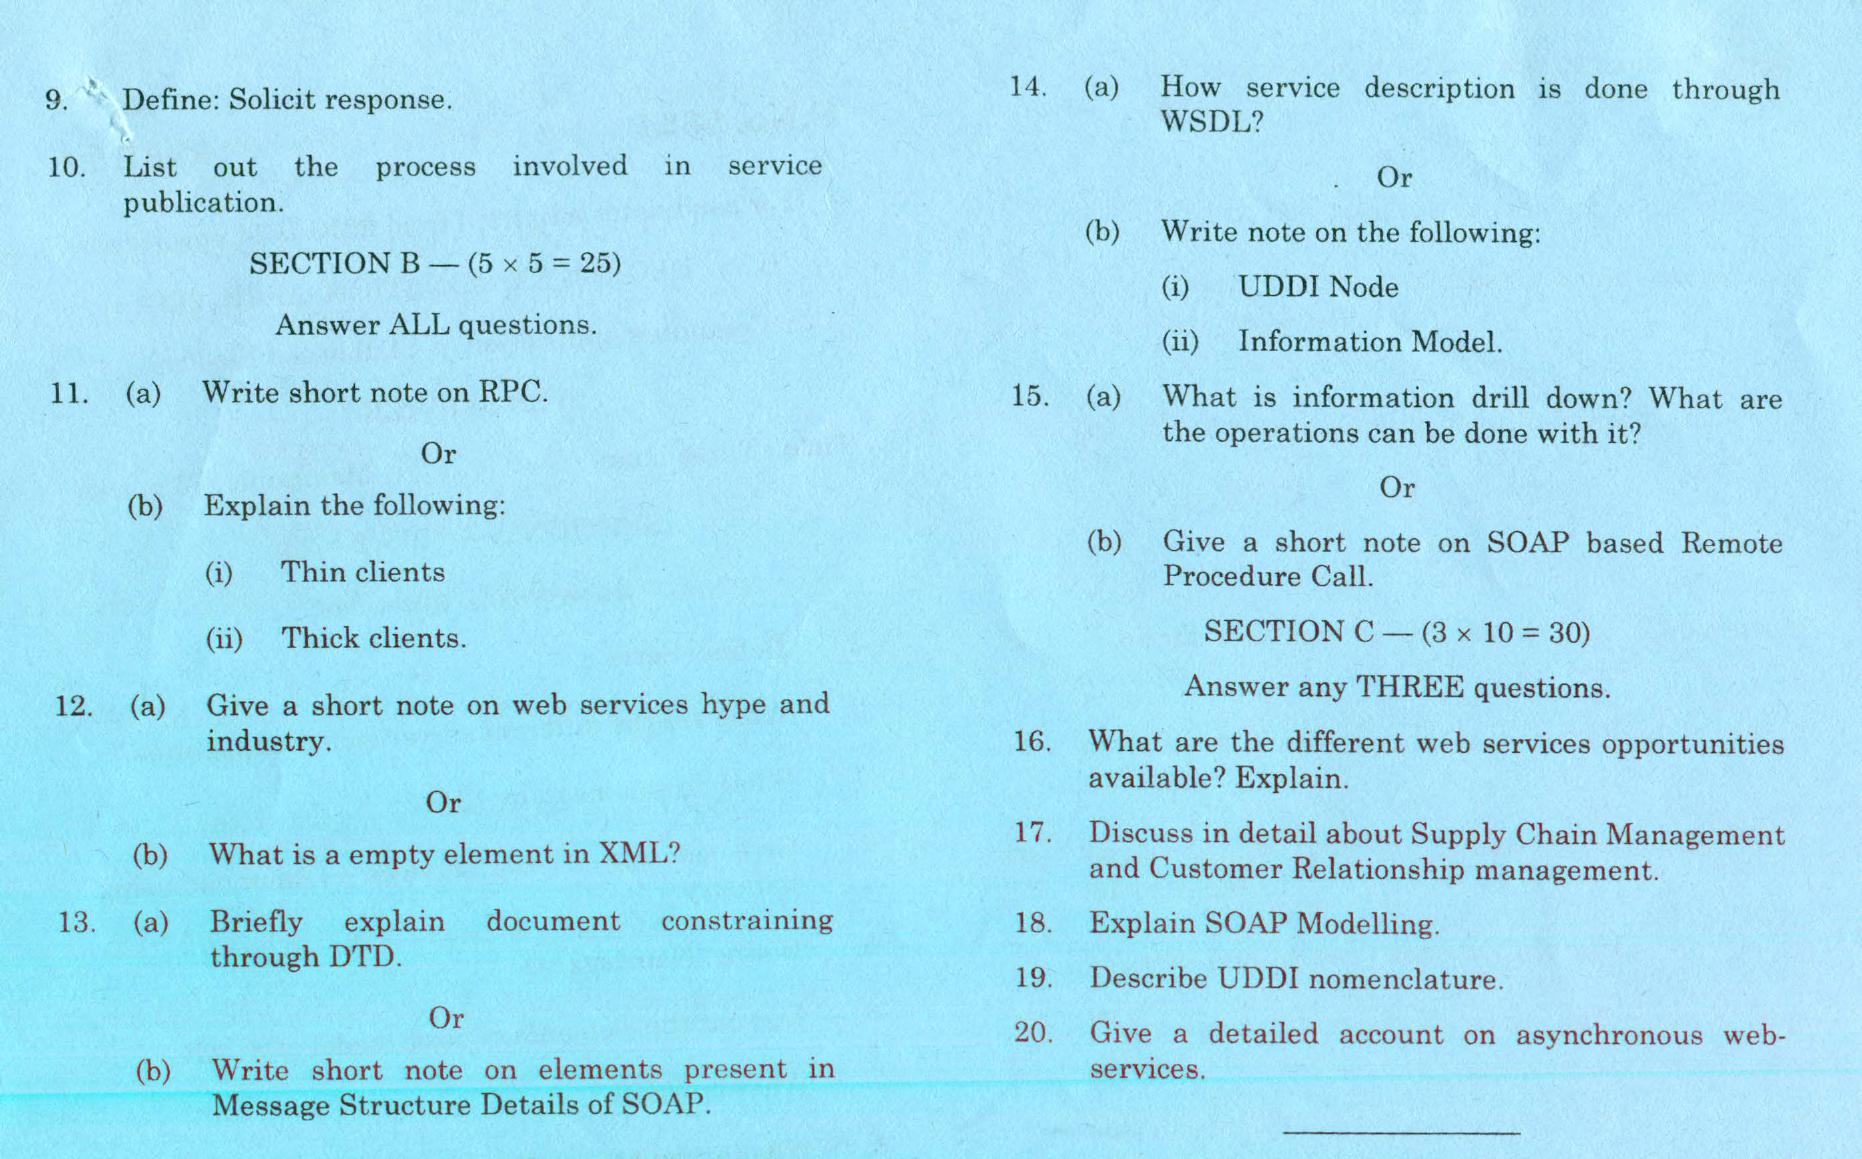 9. Define: Solicit response.
10. List out the process involved in service
publication.
SECTION B — (5 × 5 = 25)
Answer ALL questions.
11. (a) Write short note on RPC.
Or
(b) Explain the following:
(i) Thin clients
(ii) Thick clients.
12. (a) Give a short note on web services hype and
industry.
Or
(b) What is a empty element in XML?
13. (a) Briefly explain document constraining
through DTD.
Or
(b) Write short note on elements present in
Message Structure Details of SOAP.
14. (a) How service description is done through
WSDL?
Or
(b) Write note on the following:
(i) UDDI Node
(ii) Information Model.
15. (a) What is information drill down? What are
the operations can be done with it?
Or
(b) Give a short note on SOAP based Remote
Procedure Call.
SECTION C — (3 × 10 = 30)
Answer any THREE questions.
16. What are the different web services opportunities
available? Explain.
17. Discuss in detail about Supply Chain Management
and Customer Relationship management.
18. Explain SOAP Modelling.
19. Describe UDDI nomenclature.
20. Give a detailed account on asynchronous web-
services.